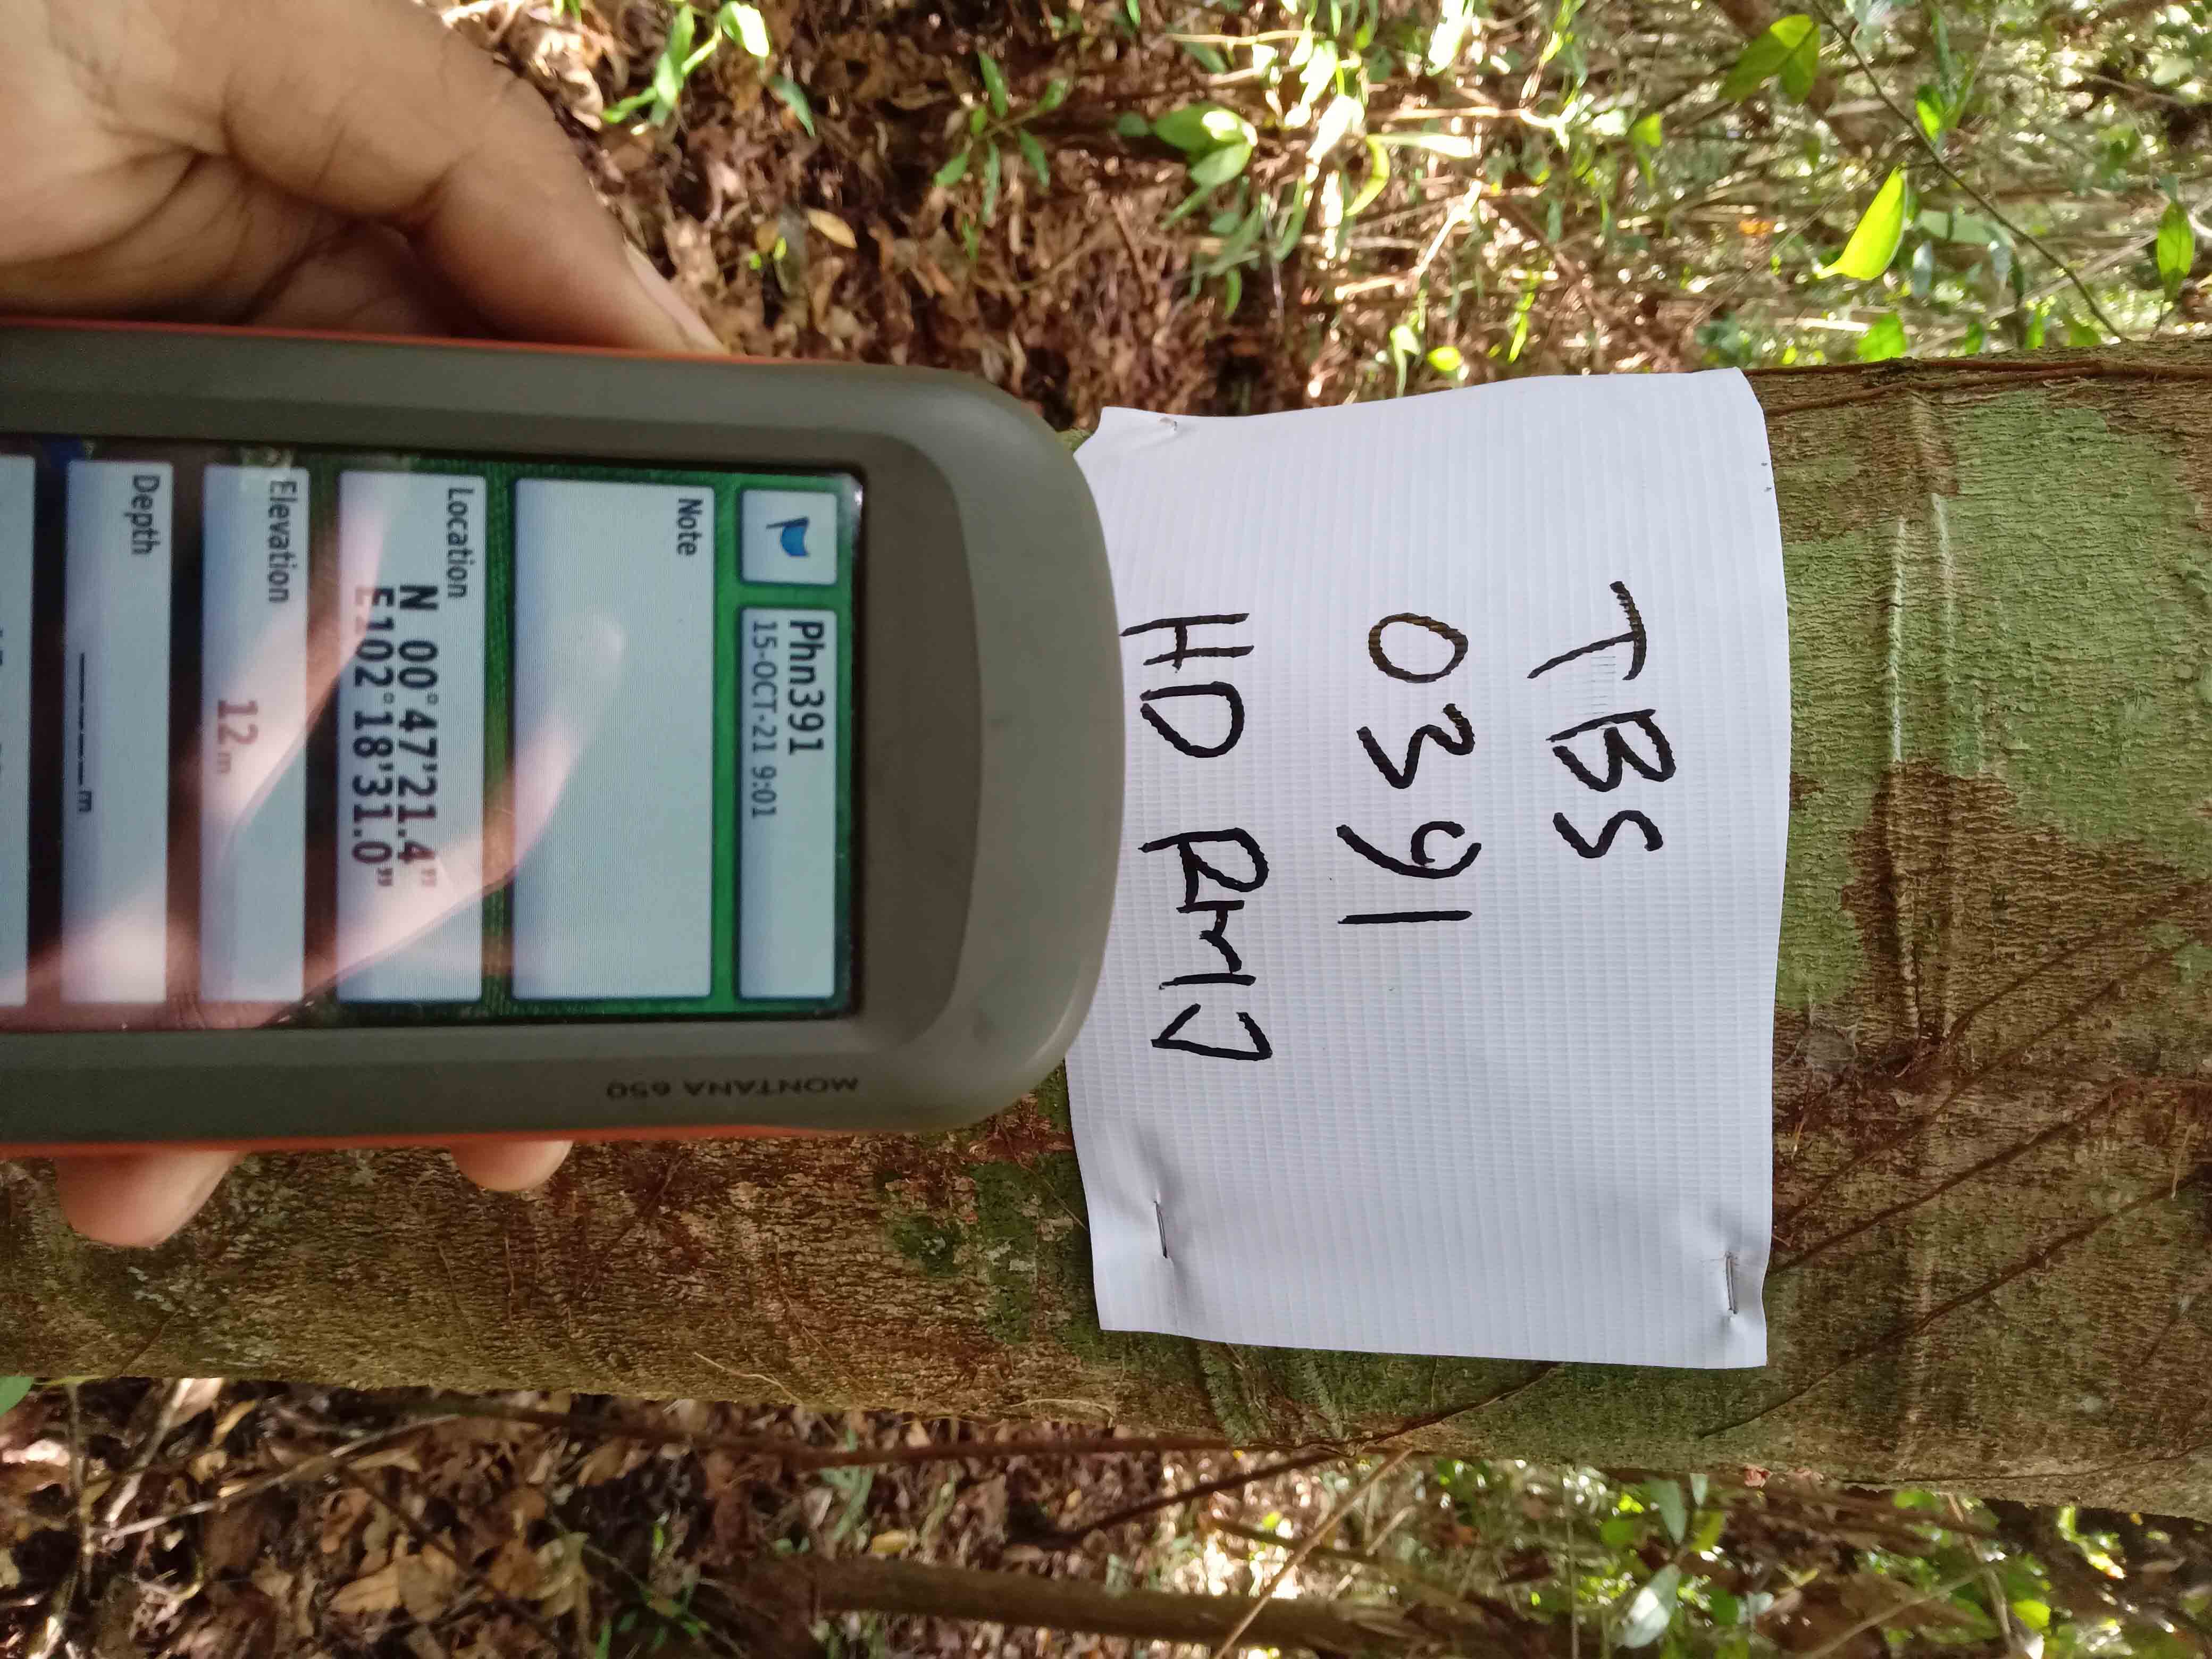 TBS
0391
HD RMJ
MONTANA 650
Phn391
15-OCT-21 9:01
Note
Location
N 00°47'21.4"
E102°18'31.0"
Elevation
12m
Depth
_____m